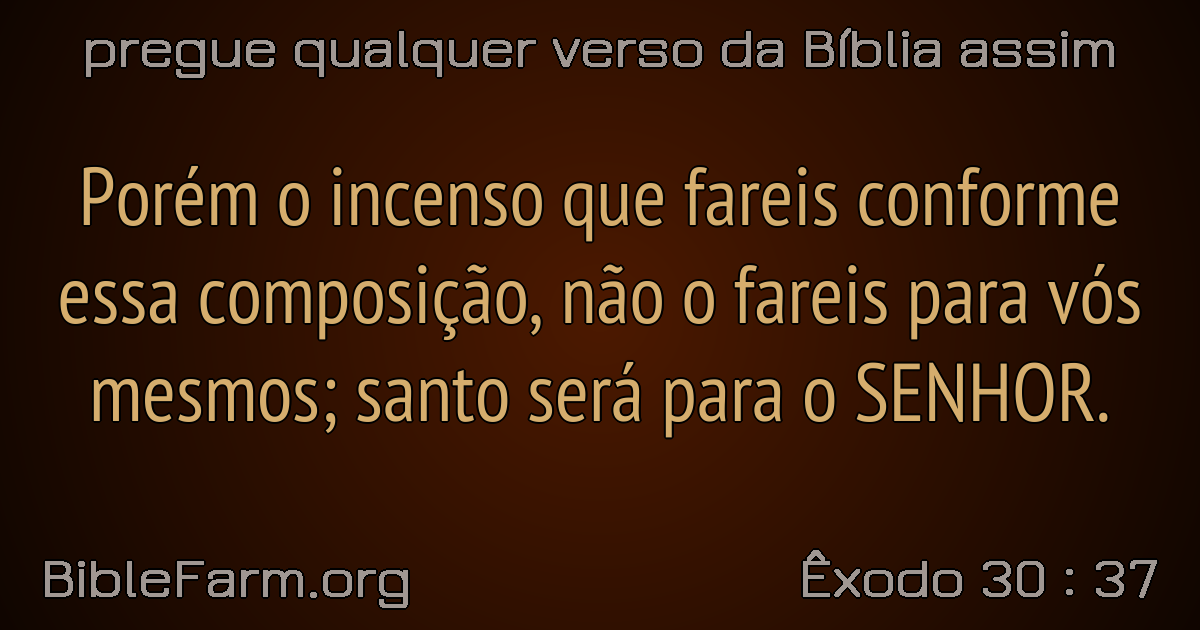 pregue qualquer verso da Bíblia assim
Porém o incenso que fareis conforme
essa composição, não o fareis para vós
mesmos; santo será para o SENHOR.
BibleFarm.org
Êxodo 30 : 37